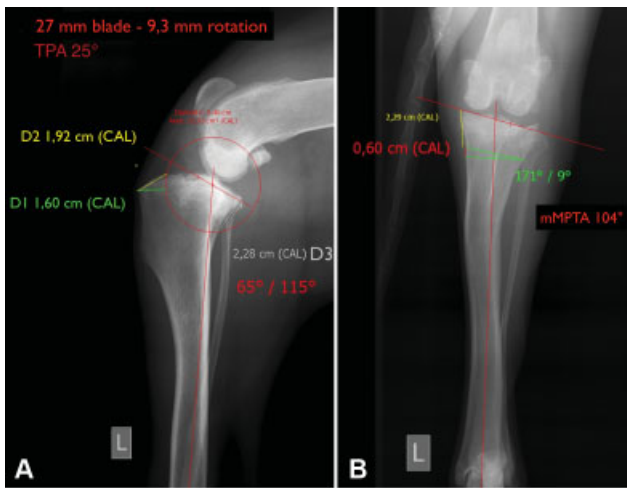 27 mm blade - 9,3 mm rotation
TPA 25°
D2 1,92 cm (CAL)
D1 1,60 cm (CAL)
2,28 cm (CAL) D3
65° / 115°
L
A
2,29 cm (CAL)
0,60 cm (CAL)
171° / 9°
mMPTA 104°
L
B